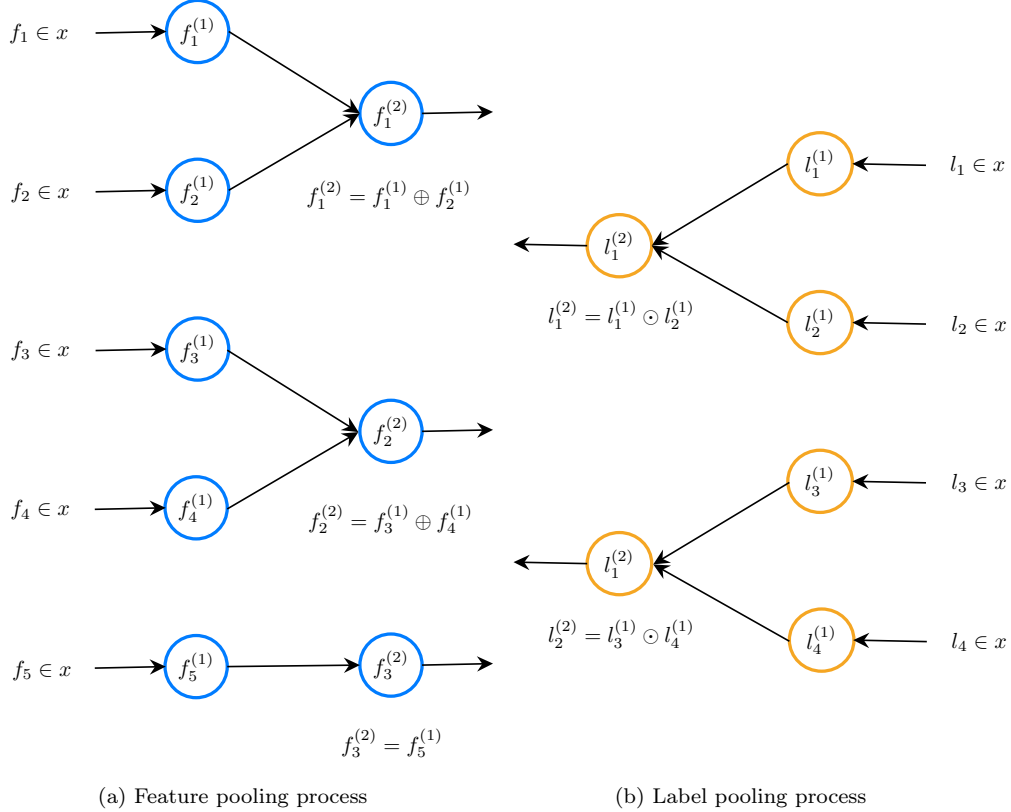 f_1 ∈ x
f_1^{(1)}
f_1^{(2)}
f_2 ∈ x
f_2^{(1)}
f_1^{(2)} = f_1^{(1)} ⊕ f_2^{(1)}
f_3 ∈ x
f_3^{(1)}
f_2^{(2)}
f_4 ∈ x
f_4^{(1)}
f_2^{(2)} = f_3^{(1)} ⊕ f_4^{(1)}
f_5 ∈ x
f_5^{(1)}
f_3^{(2)}
f_3^{(2)} = f_5^{(1)}
(a) Feature pooling process
l_1^{(1)}
l_1 ∈ x
l_1^{(2)}
l_1^{(2)} = l_1^{(1)} ⊙ l_2^{(1)}
l_2^{(1)}
l_2 ∈ x
l_3^{(1)}
l_3 ∈ x
l_1^{(2)}
l_2^{(2)} = l_3^{(1)} ⊙ l_4^{(1)}
l_4^{(1)}
l_4 ∈ x
(b) Label pooling process